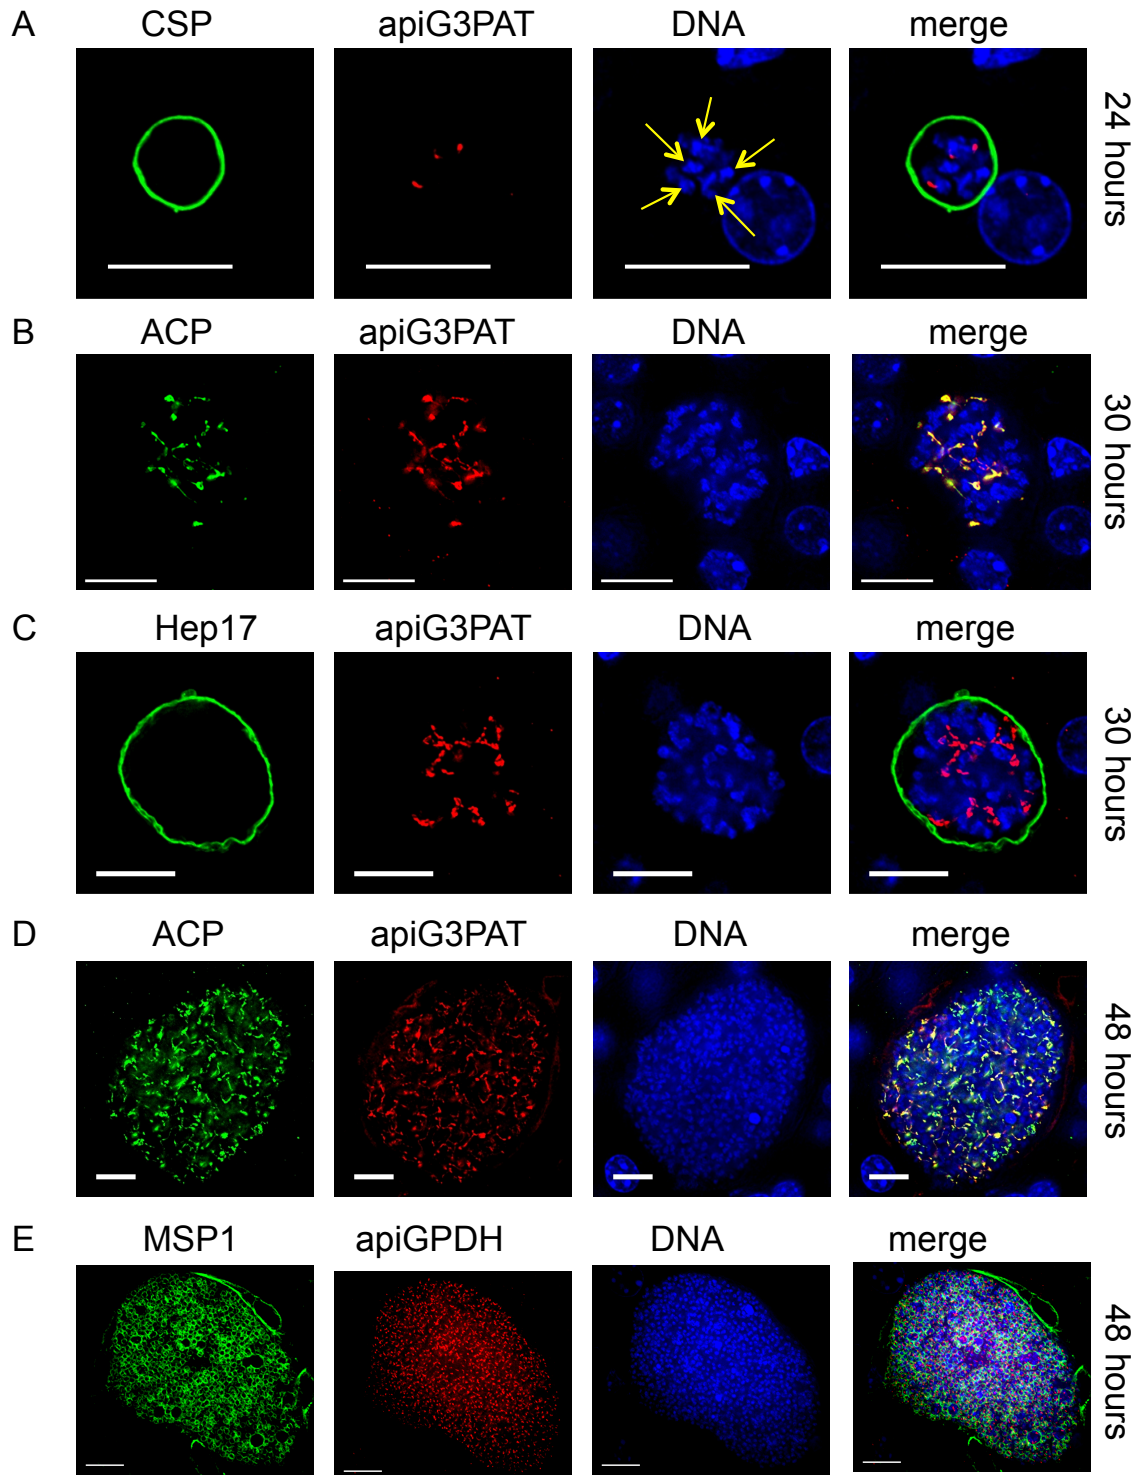 A CSP apiG3PAT DNA merge
24 hours
B ACP apiG3PAT DNA merge
30 hours
C Hep17 apiG3PAT DNA merge
30 hours
D ACP apiG3PAT DNA merge
48 hours
E MSP1 apiGPDH DNA merge
48 hours